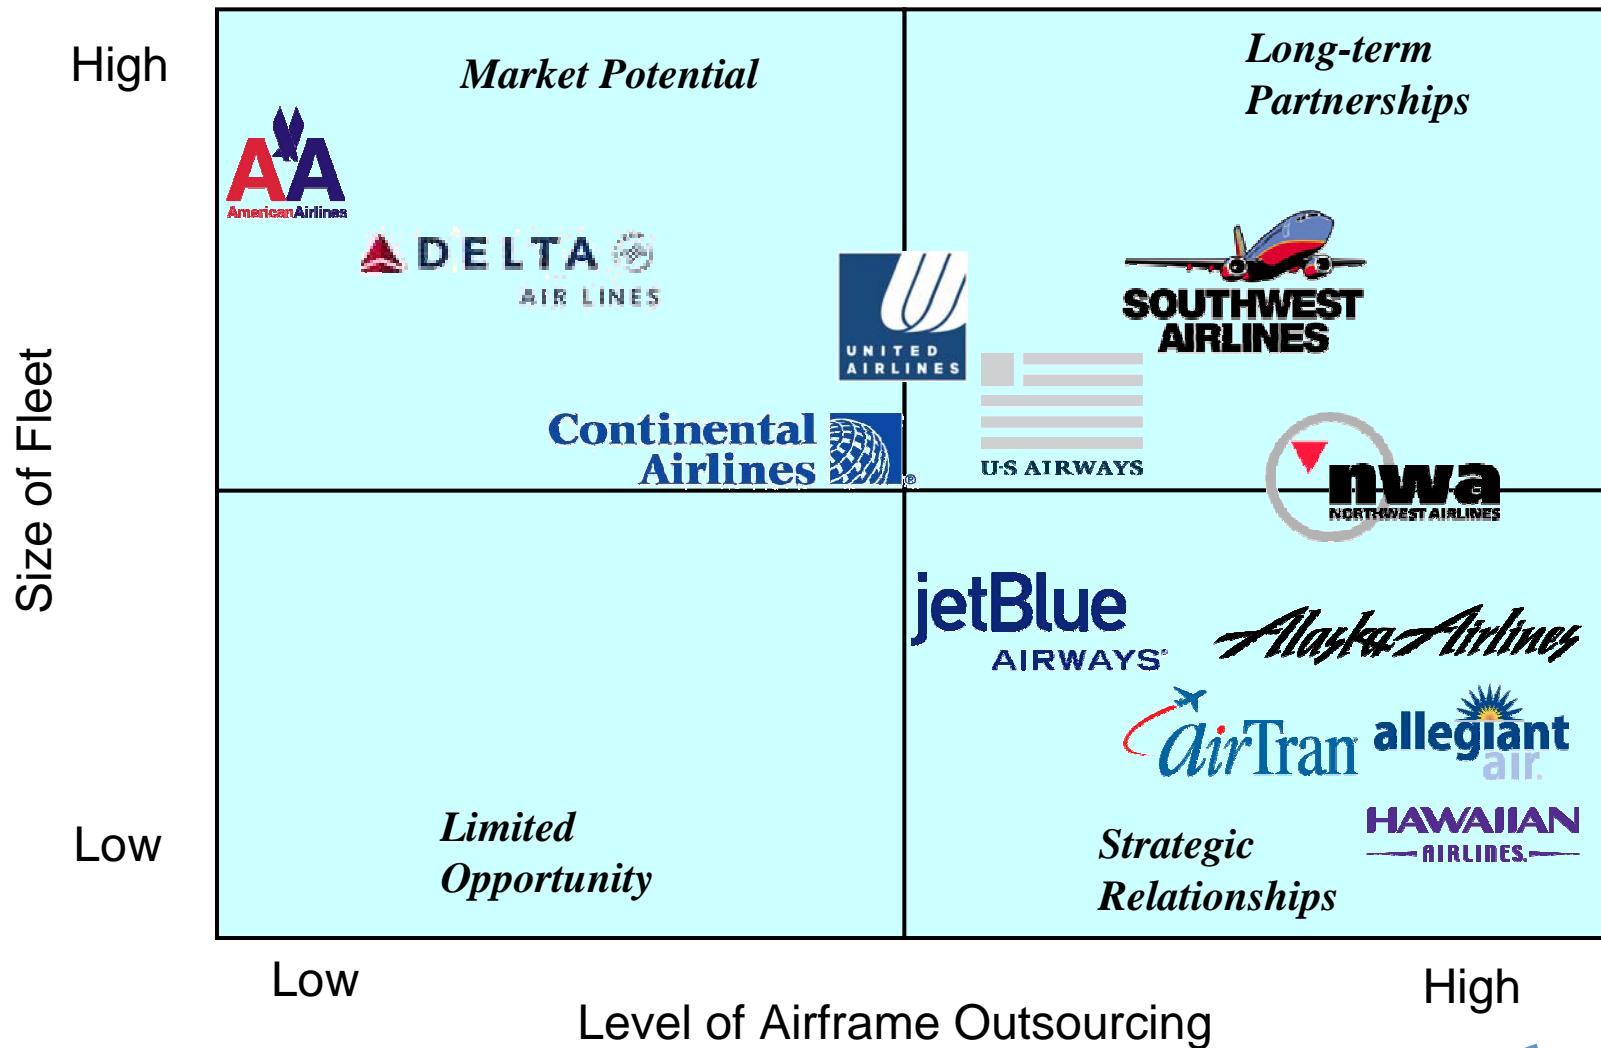 High
Market Potential
Long-term
Partnerships
AA
AmericanAirlines
DELTA
AIR LINES
UNITED
AIRLINES
SOUTHWEST
AIRLINES
Continental
Airlines
®
U·S AIRWAYS
nwa
NORTHWEST AIRLINES
Size of Fleet
jetBlue
AIRWAYS®
Alaska Airlines
airTran
allegiant
air.
HAWAIIAN
AIRLINES.
Low
Limited
Opportunity
Strategic
Relationships
Low
High
Level of Airframe Outsourcing